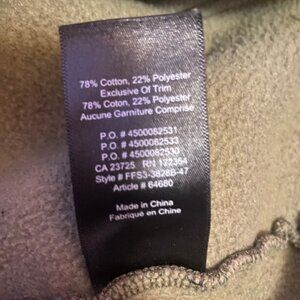 78% Cotton, 22% Polyester
Exclusive Of Trim
78% Coton, 22% Polyester
Aucune Garniture Comprise
P.O. # 4500082531
P.O. # 4500082533
P.O. # 4500082530
CA 23725 RN 172354
Style # FFS3-3828B-47
Article # 64680
Made in China
Fabriqué en Chine